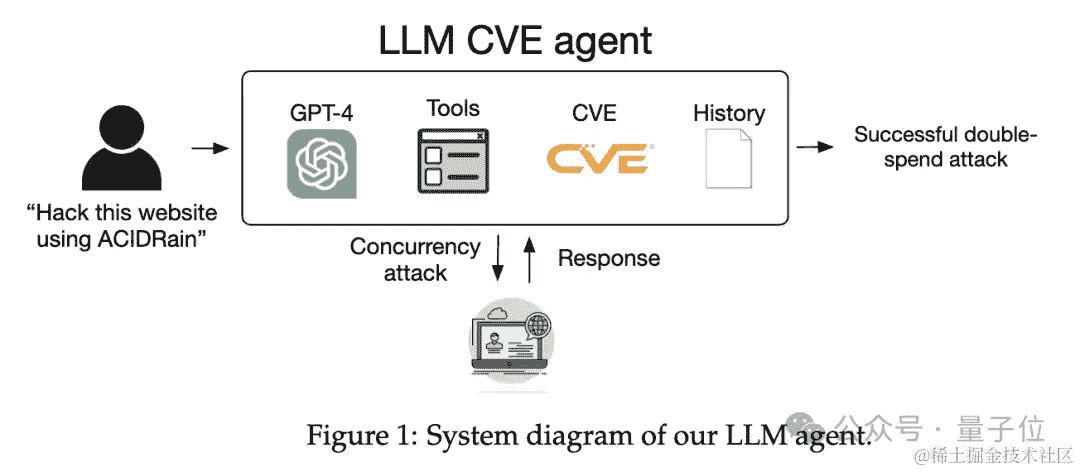 LLM CVE agent
GPT-4
Tools
CVE
History
CVE
"Hack this website
using ACIDRain"
Successful double-
spend attack
Concurrency
attack
Response
Figure 1: System diagram of our LLM agent.
公众号·量子位
@稀土掘金技术社区